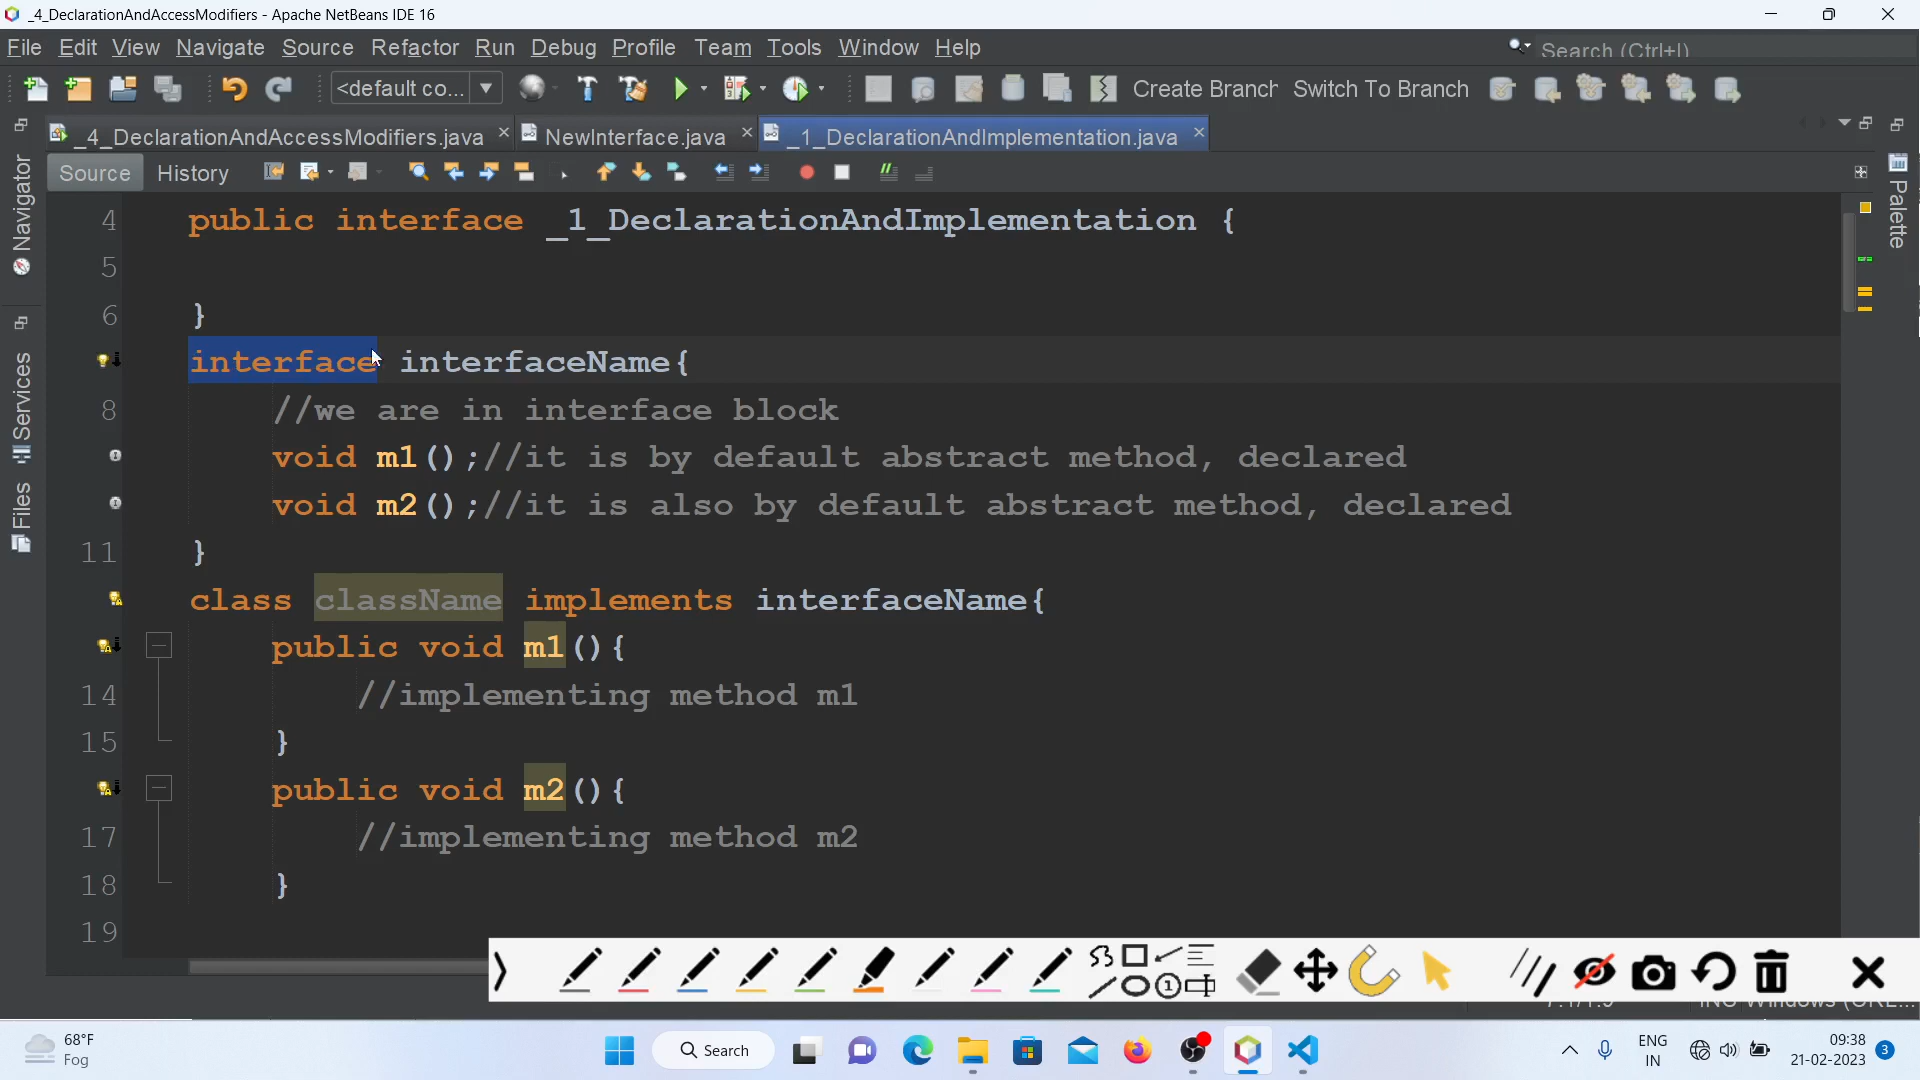 _4_DeclarationAndAccessModifiers - Apache NetBeans IDE 16
File Edit View Navigate Source Refactor Run Debug Profile Team Tools Window Help
Search (Ctrl+I)
<default co...
Create Branch Switch To Branch
_4_DeclarationAndAccessModifiers.java NewInterface.java _1_DeclarationAndImplementation.java
Source History
Navigator
Services
Files
Palette
4 public interface _1_DeclarationAndImplementation {
5
6 }
interface interfaceName{
8 //we are in interface block
void m1();//it is by default abstract method, declared
void m2();//it is also by default abstract method, declared
11 }
class className implements interfaceName{
public void m1(){
14 //implementing method m1
15 }
public void m2(){
17 //implementing method m2
18 }
19
68°F
Fog
Search
ENG
IN
09:38
21-02-2023
3